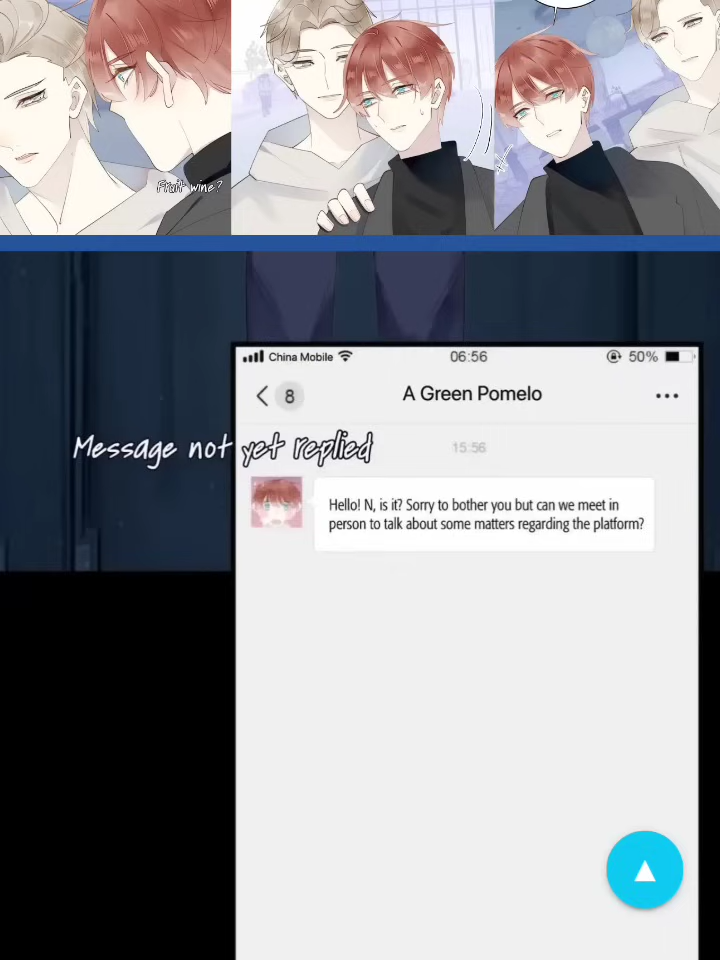 Fruit wine?
China Mobile
06:56
50%
8
A Green Pomelo
Message not yet replied
15:56
Hello! N, is it? Sorry to bother you but can we meet in
person to talk about some matters regarding the platform?